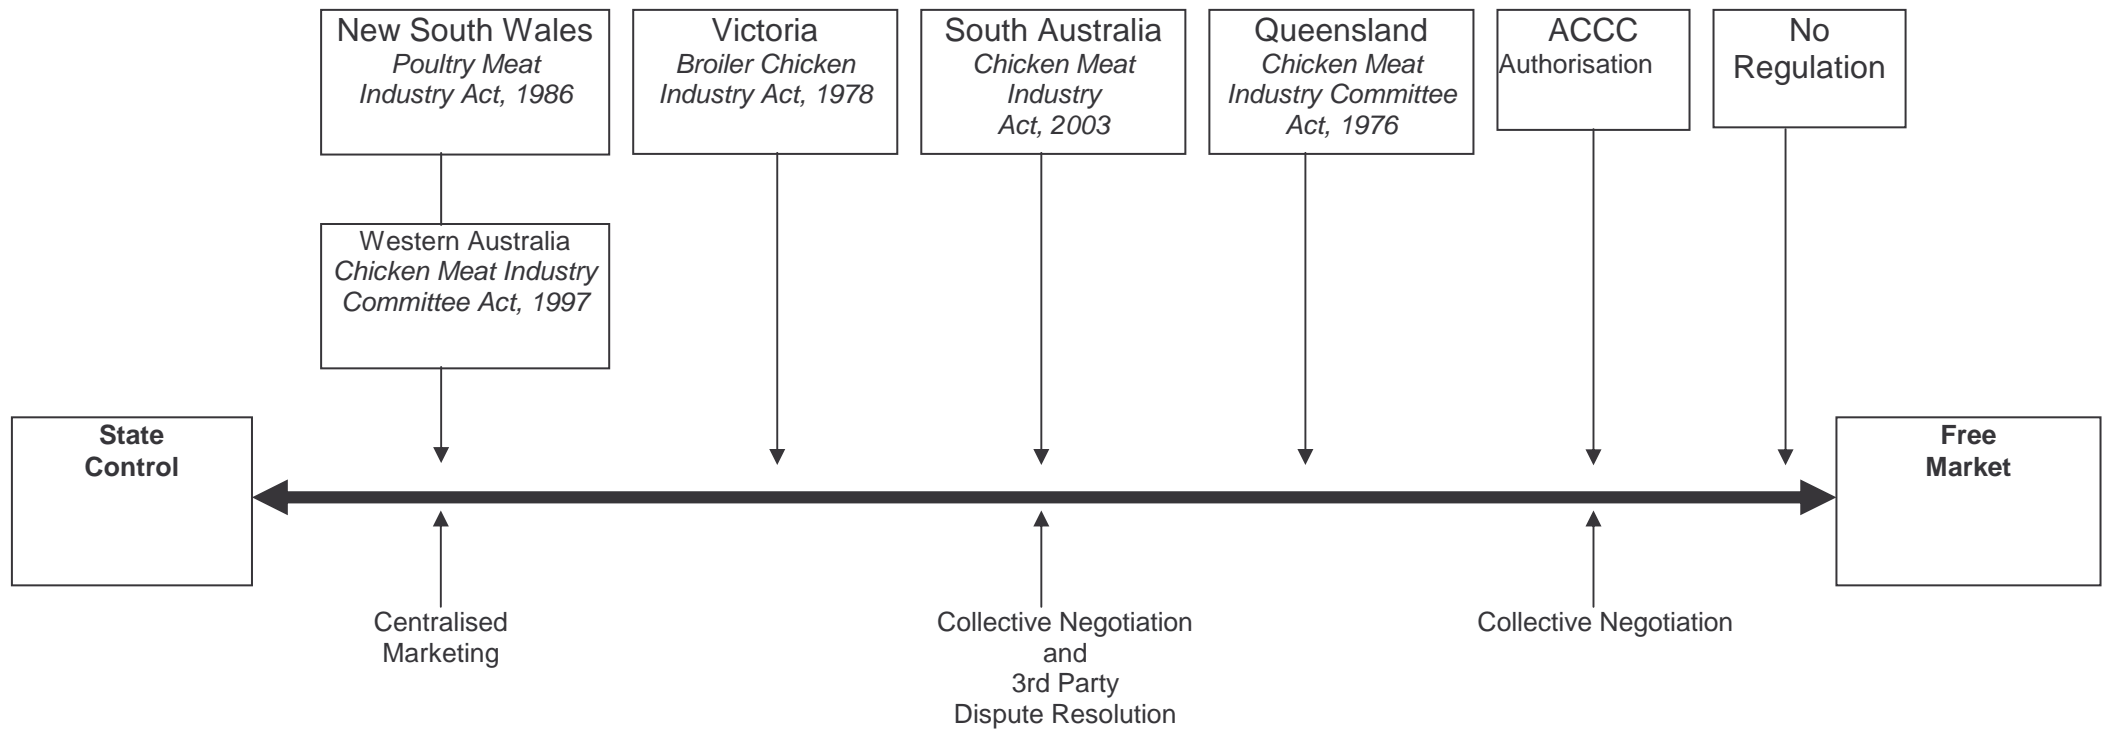 New South Wales
Poultry Meat
Industry Act, 1986
Victoria
Broiler Chicken
Industry Act, 1978
South Australia
Chicken Meat
Industry
Act, 2003
Queensland
Chicken Meat
Industry Committee
Act, 1976
ACCC
Authorisation
No
Regulation
Western Australia
Chicken Meat Industry
Committee Act, 1997
State
Control
Free
Market
Centralised
Marketing
Collective Negotiation
and
3rd Party
Dispute Resolution
Collective Negotiation